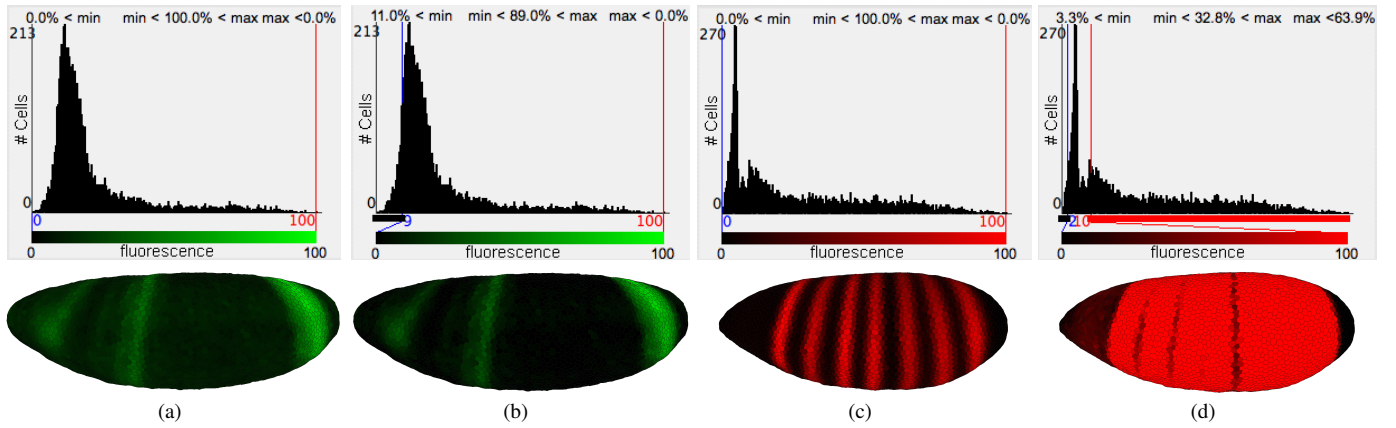 0.0% < min min < 100.0% < max max <0.0%
213
# Cells
0
0 100
fluorescence
0 100
(a)
11.0% < min min < 89.0% < max max < 0.0%
213
# Cells
0
9 100
fluorescence
0 100
(b)
0.0% < min min < 100.0% < max max < 0.0%
270
# Cells
0
0 100
fluorescence
0 100
(c)
3.3% < min min < 32.8% < max max <63.9%
270
# Cells
0
2 10
fluorescence
0 100
(d)